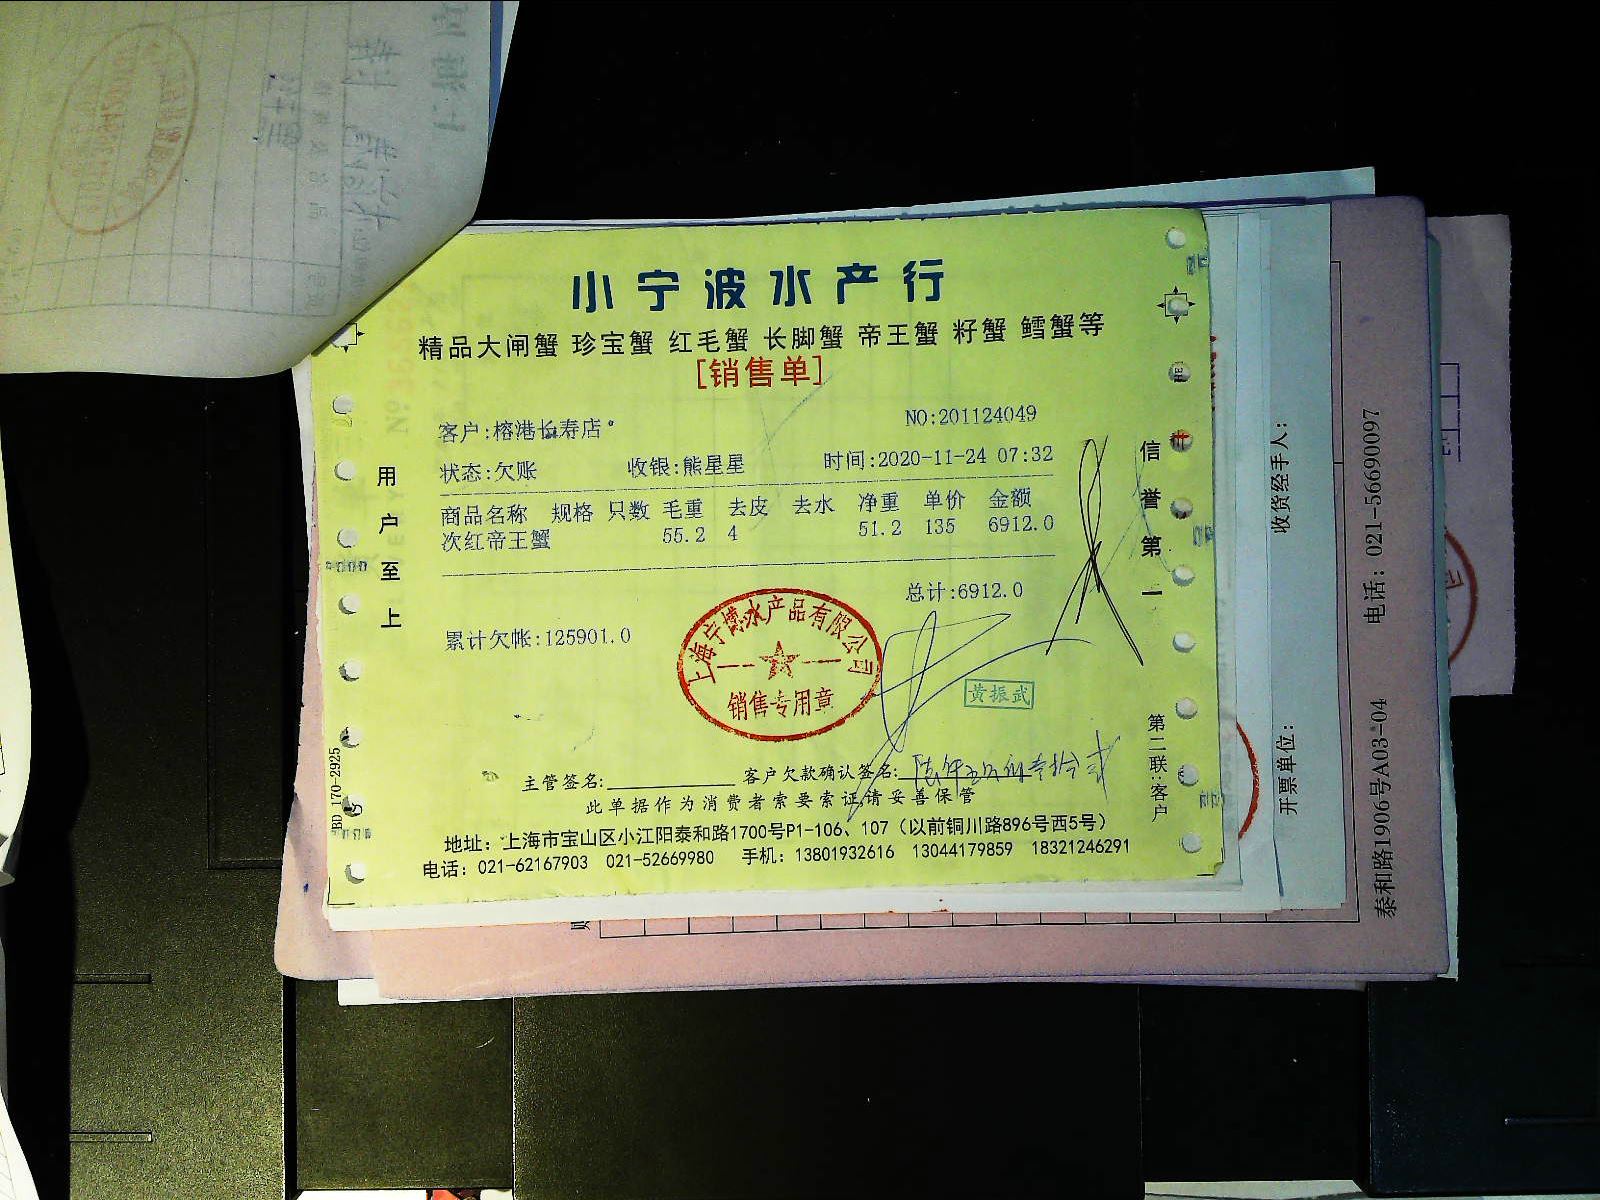 小宁波水产行
精品大闸蟹 珍宝蟹 红毛蟹 长脚蟹 帝王蟹 籽蟹 鳕蟹等
[销售单]
客户:榕港长寿店 NO:201124049
状态:欠账 收银:熊星星 时间:2020-11-24 07:32
商品名称 规格 只数 毛重 去皮 去水 净重 单价 金额
次红帝王蟹 55.2 4 51.2 135 6912.0
总计:6912.0
累计欠帐:125901.0
上海宁博水产品有限公司
销售专用章
黄振武
主管签名: 客户欠款确认签名:
此单据作为消费者索要索证,请妥善保管
地址：上海市宝山区小江阳泰和路1700号P1-106、107（以前铜川路896号西5号）
电话：021-62167903 021-52669980 手机：13801932616 13044179859 18321246291
用户至上
信誉第一
第二联:客户
BD 170-2925
收货经手人：
开票单位：
泰和路1906号A03-04 电话：021-56690097